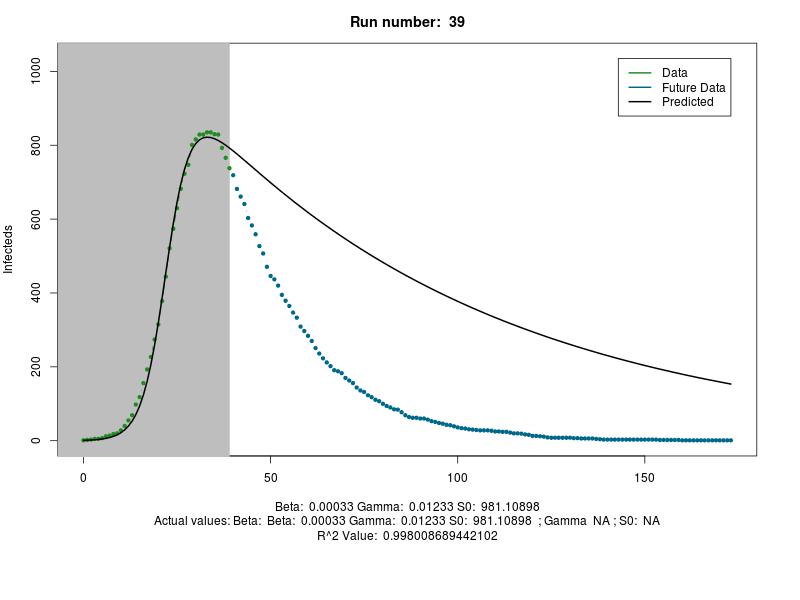 Run number: 39
Data
Future Data
Predicted
Infecteds
1000
800
600
400
200
0
0 50 100 150
Beta: 0.00033 Gamma: 0.01233 S0: 981.10898
Actual values: Beta: Beta: 0.00033 Gamma: 0.01233 S0: 981.10898 ; Gamma NA ; S0: NA
R^2 Value: 0.998008689442102